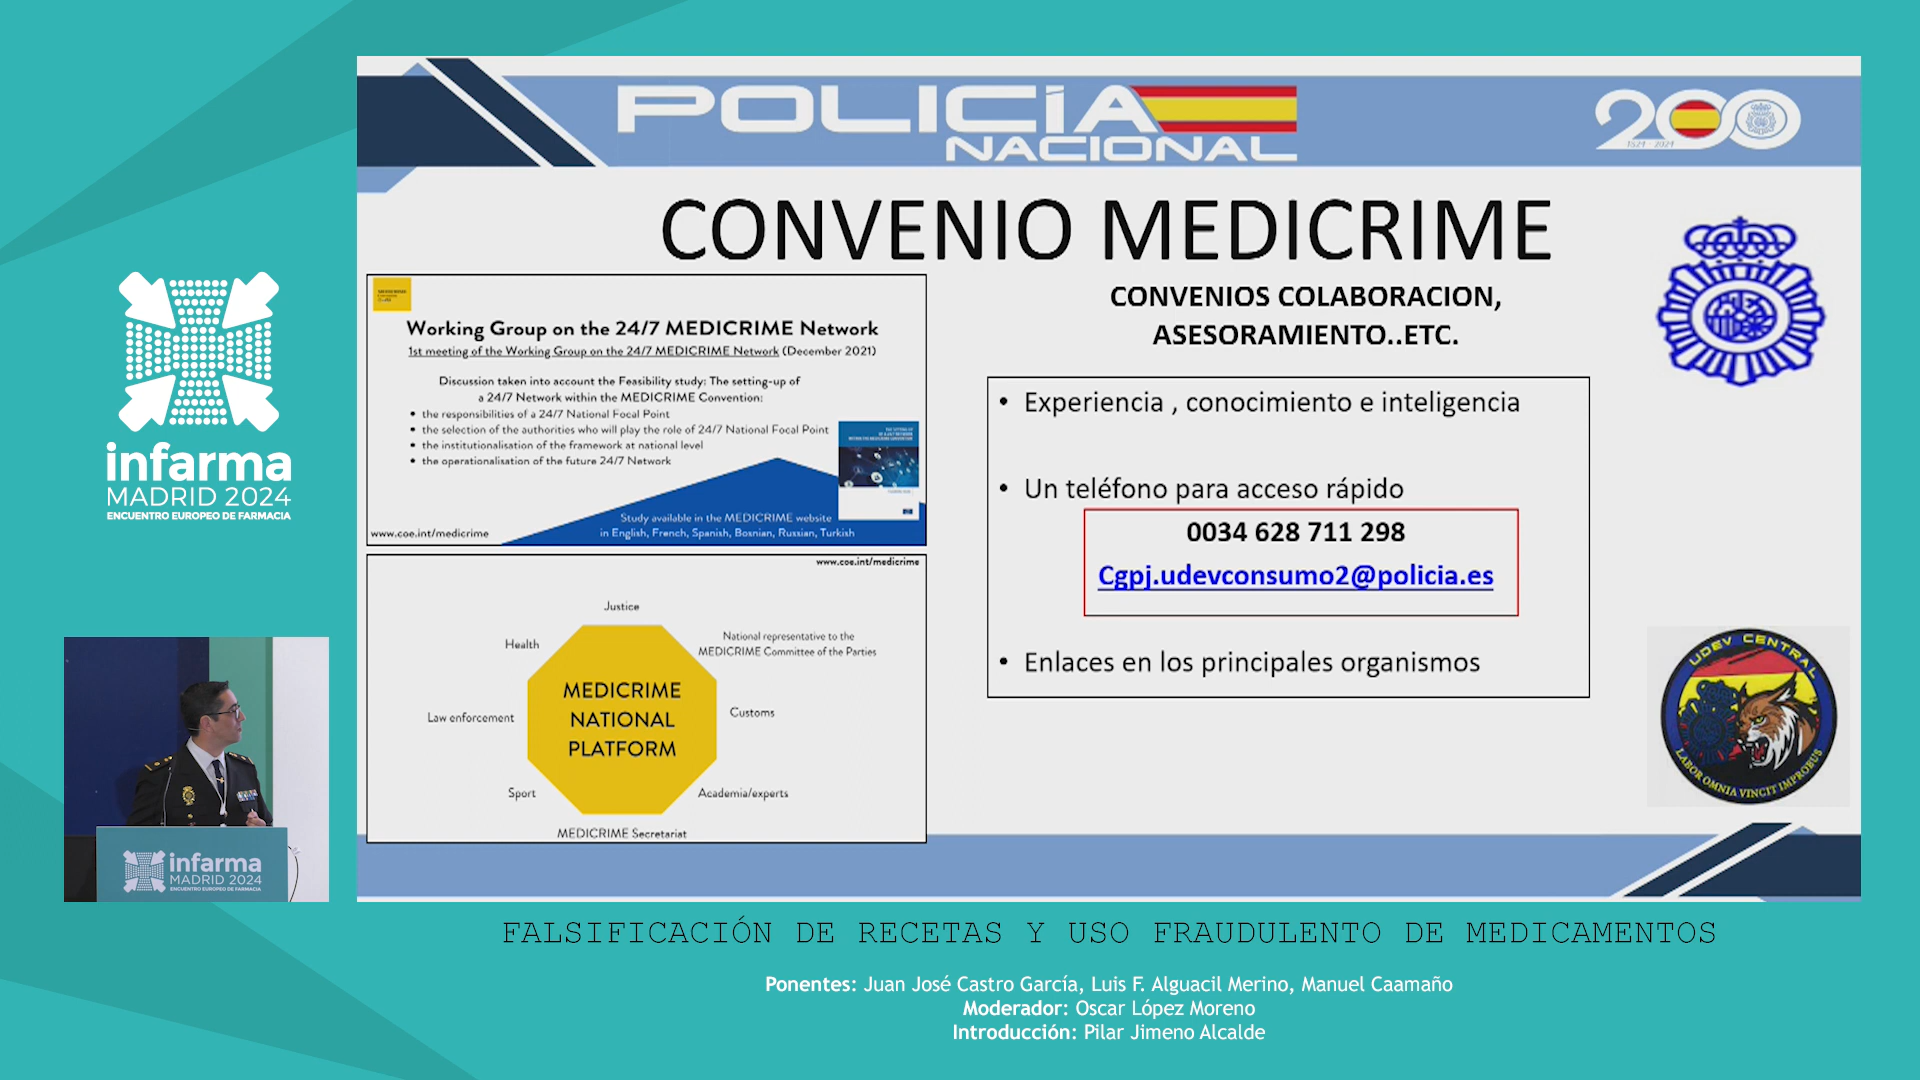 POLICÍA
NACIONAL
200
1824 - 2024
CONVENIO MEDICRIME
CONVENIOS COLABORACION,
ASESORAMIENTO..ETC.
Working Group on the 24/7 MEDICRIME Network
1st meeting of the Working Group on the 24/7 MEDICRIME Network (December 2021)
Discussion taken into account the Feasibility study: The setting-up of
a 24/7 Network within the MEDICRIME Convention:
• the responsibilities of a 24/7 National Focal Point
• the selection of the authorities who will play the role of 24/7 National Focal Point
• the institutionalisation of the framework at national level
• the operationalisation of the future 24/7 Network
Study available in the MEDICRIME website
in English, French, Spanish, Bosnian, Russian, Turkish
www.coe.int/medicrime
www.coe.int/medicrime
Justice
Health
National representative to the
MEDICRIME Committee of the Parties
MEDICRIME
NATIONAL
PLATFORM
Law enforcement
Customs
Sport
Academia/experts
MEDICRIME Secretariat
• Experiencia , conocimiento e inteligencia
• Un teléfono para acceso rápido
0034 628 711 298
Cgpj.udevconsumo2@policia.es
• Enlaces en los principales organismos
UDEV CENTRAL
LABOR OMNIA VINCIT IMPROBUS
infarma
MADRID 2024
ENCUENTRO EUROPEO DE FARMACIA
infarma
MADRID 2024
ENCUENTRO EUROPEO DE FARMACIA
FALSIFICACIÓN DE RECETAS Y USO FRAUDULENTO DE MEDICAMENTOS
Ponentes: Juan José Castro García, Luis F. Alguacil Merino, Manuel Caamaño
Moderador: Oscar López Moreno
Introducción: Pilar Jimeno Alcalde